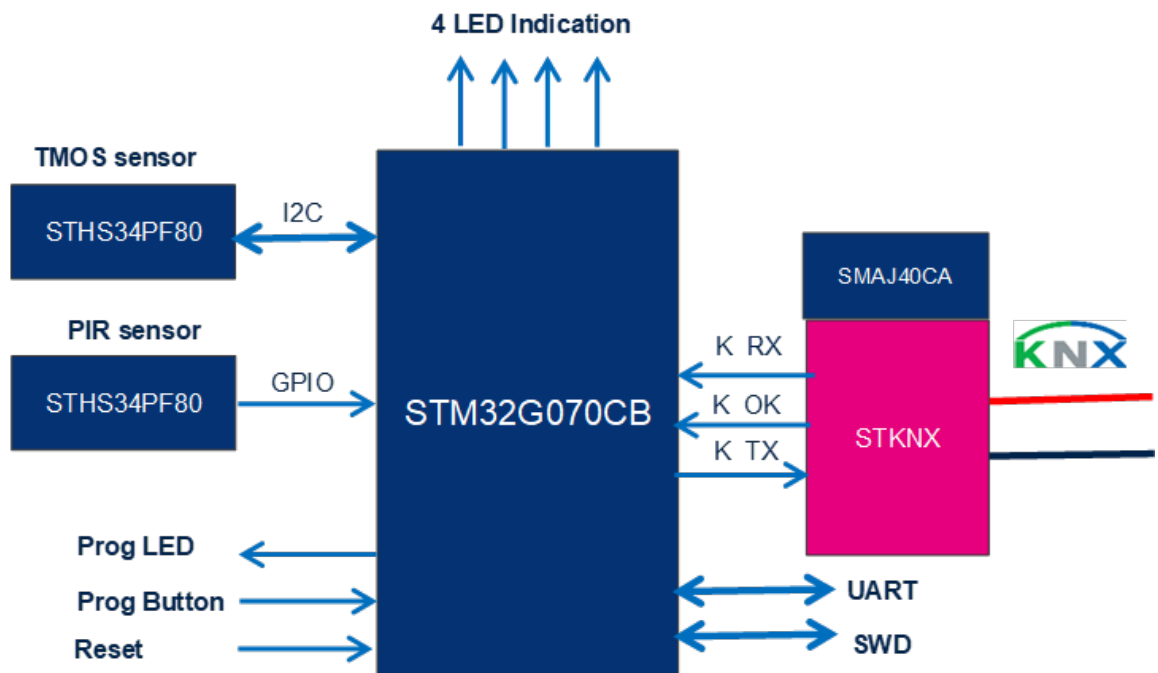 4 LED Indication
TMOS sensor
STHS34PF80
I2C
SMAJ40CA
PIR sensor
STHS34PF80
GPIO
STM32G070CB
K RX
K OK
K TX
STKNX
KNX
Prog LED
Prog Button
Reset
UART
SWD